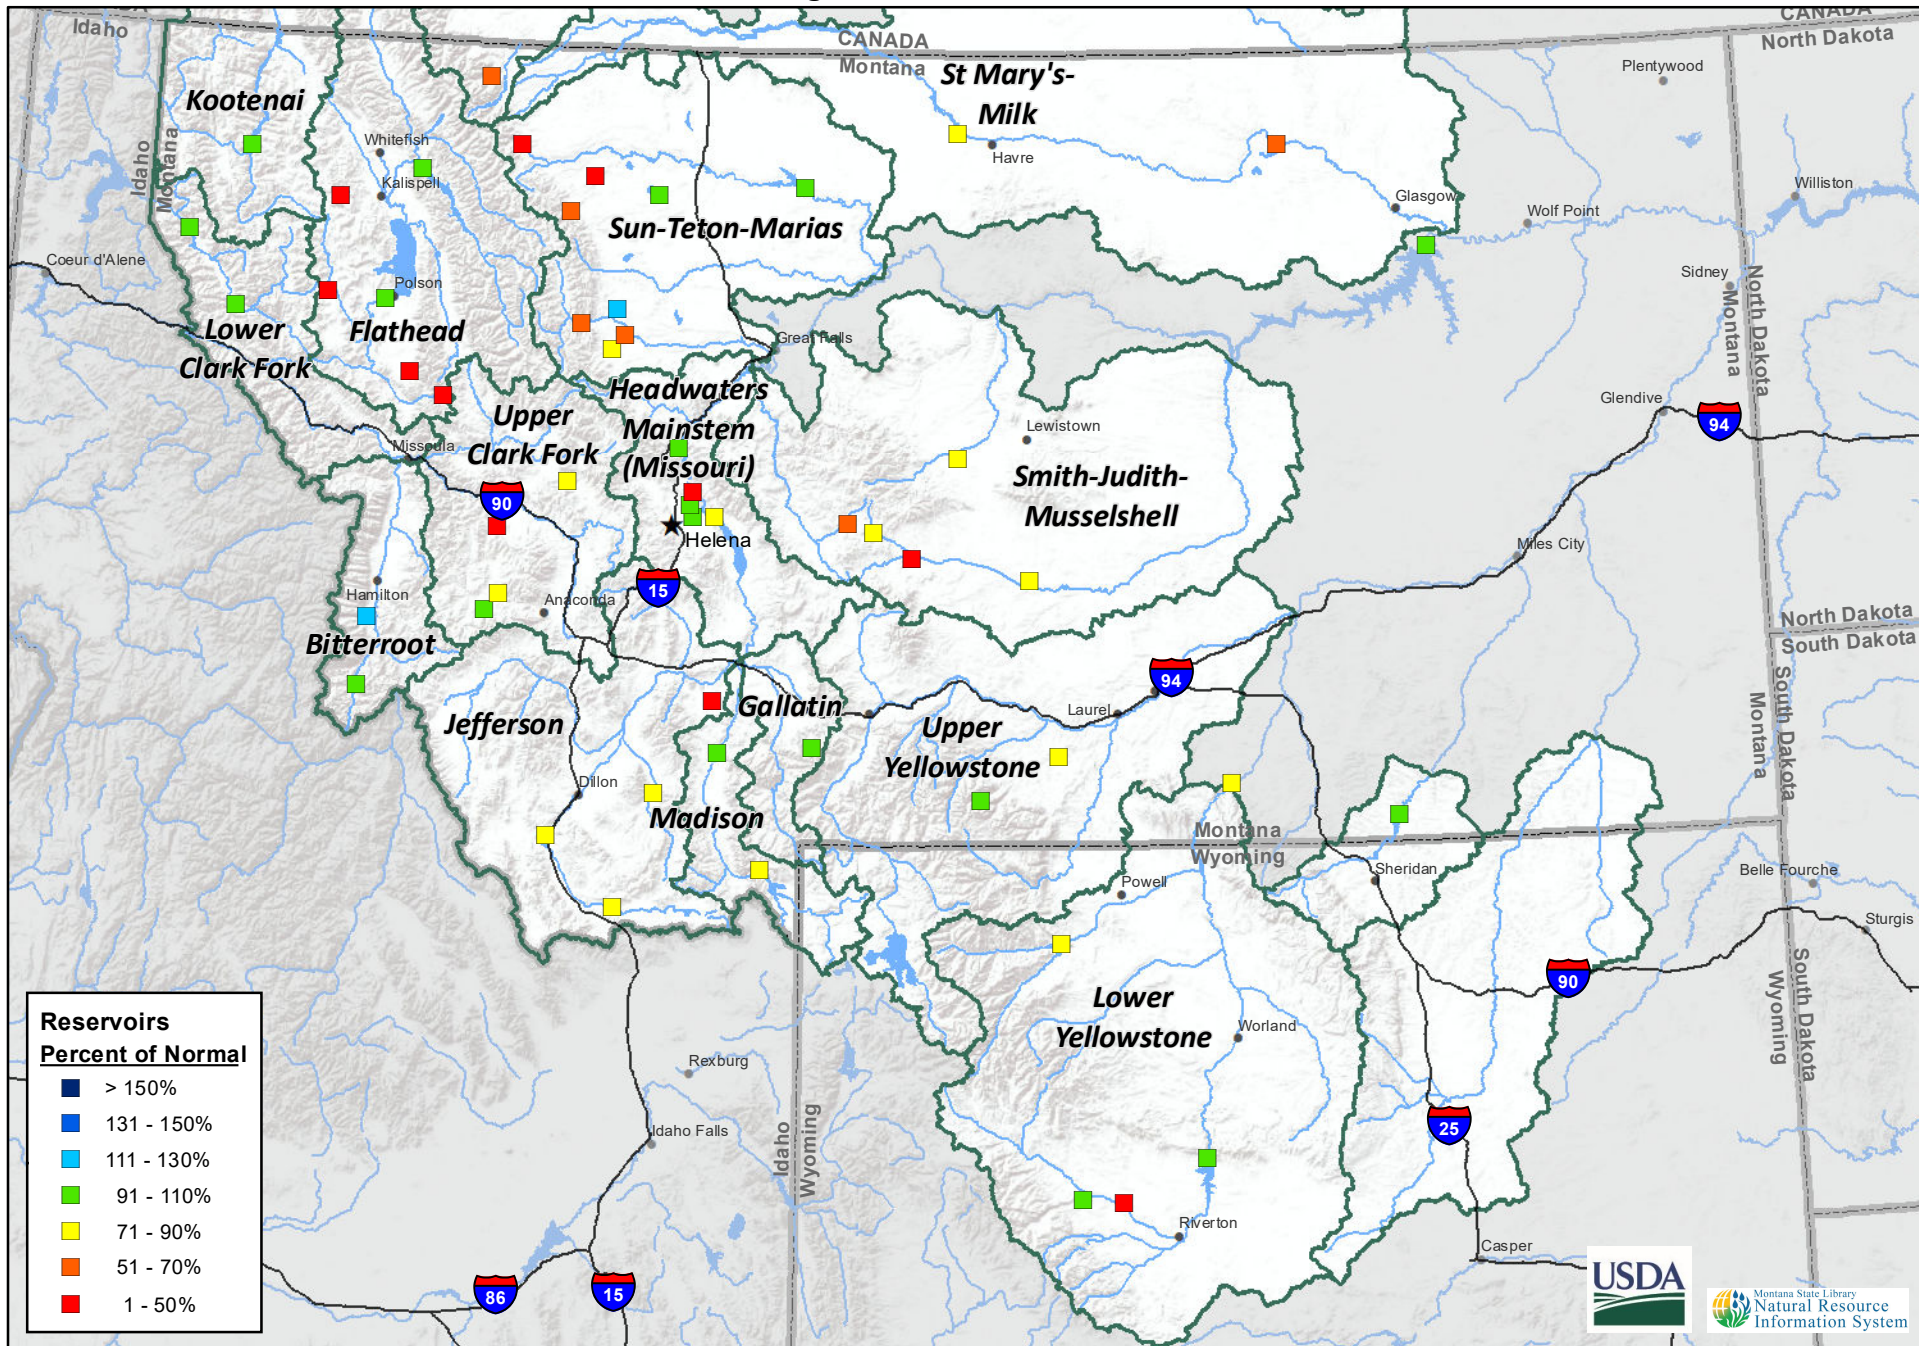 CANADA
Idaho
CANADA
Montana
CANADA
North Dakota
Kootenai
St Mary's-
Milk
Plentywood
Whitefish
Havre
Idaho
Montana
Kalispell
Glasgow
Williston
Wolf Point
Sun-Teton-Marias
Coeur d'Alene
Polson
Sidney
North Dakota
Montana
Lower
Clark Fork
Flathead
Great Falls
Headwaters
Mainstem
(Missouri)
Upper
Clark Fork
Lewistown
Glendive
94
Missoula
Smith-Judith-
Musselshell
90
Helena
Miles City
15
Hamilton
Anaconda
North Dakota
South Dakota
Bitterroot
94
South Dakota
Montana
Jefferson
Gallatin
Laurel
Upper
Yellowstone
Dillon
Madison
Montana
Wyoming
Sheridan
Belle Fourche
Powell
Sturgis
90
South Dakota
Wyoming
Lower
Yellowstone
Worland
Rexburg
Idaho Falls
Idaho
Wyoming
25
Riverton
Casper
86
15
Reservoirs
Percent of Normal
> 150%
131 - 150%
111 - 130%
91 - 110%
71 - 90%
51 - 70%
1 - 50%
USDA
Montana State Library
Natural Resource
Information System